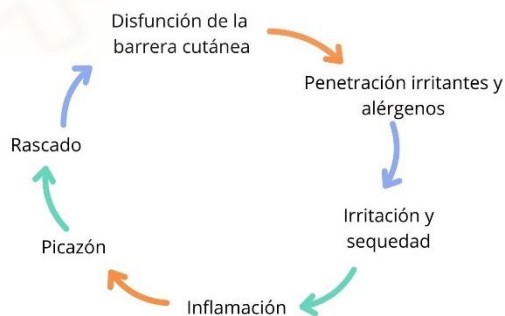 Disfunción de la
barrera cutánea
Penetración irritantes y
alérgenos
Irritación y
sequedad
Inflamación
Picazón
Rascado